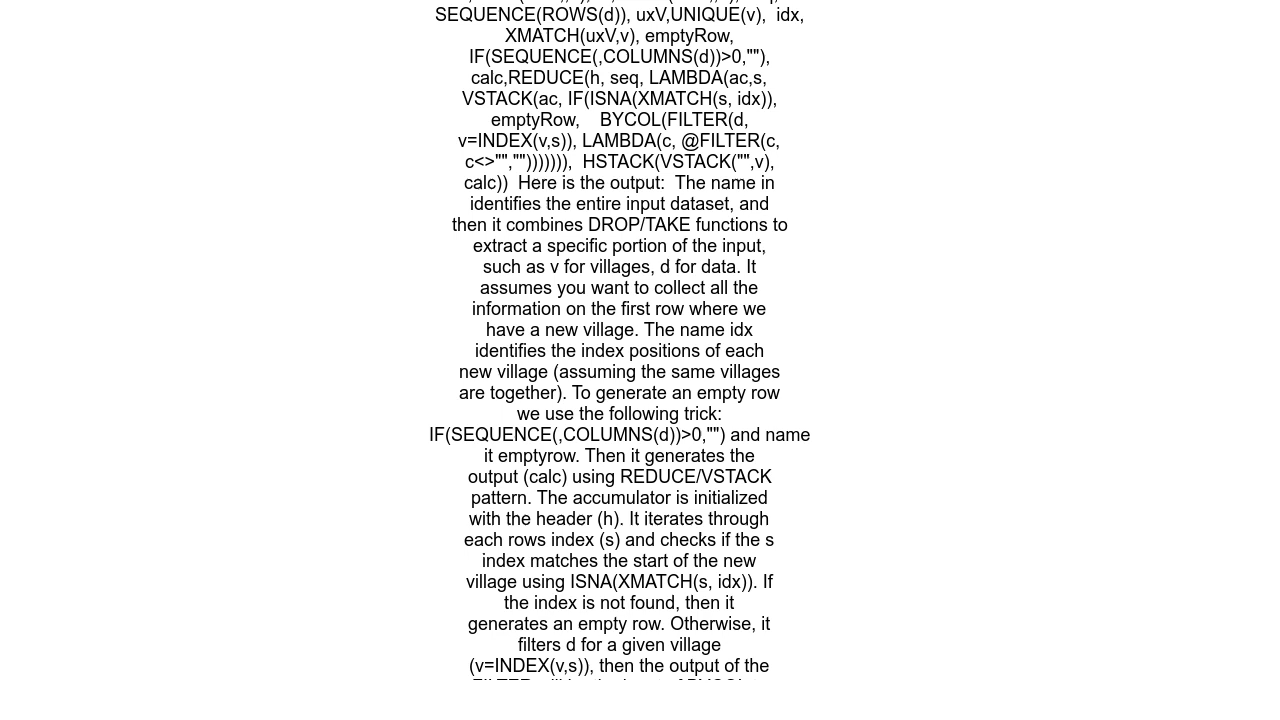 SEQUENCE(ROWS(d)), uxV,UNIQUE(v),  idx,
XMATCH(uxV,v), emptyRow,
IF(SEQUENCE(,COLUMNS(d))>0,""),
calc,REDUCE(h, seq, LAMBDA(ac,s,
VSTACK(ac, IF(ISNA(XMATCH(s, idx)),
emptyRow,    BYCOL(FILTER(d,
v=INDEX(v,s)), LAMBDA(c, @FILTER(c,
c<>"",""))))))),  HSTACK(VSTACK("",v),
calc))  Here is the output:  The name in
identifies the entire input dataset, and
then it combines DROP/TAKE functions to
extract a specific portion of the input,
such as v for villages, d for data. It
assumes you want to collect all the
information on the first row where we
have a new village. The name idx
identifies the index positions of each
new village (assuming the same villages
are together). To generate an empty row
we use the following trick:
IF(SEQUENCE(,COLUMNS(d))>0,"") and name
it emptyrow. Then it generates the
output (calc) using REDUCE/VSTACK
pattern. The accumulator is initialized
with the header (h). It iterates through
each rows index (s) and checks if the s
index matches the start of the new
village using ISNA(XMATCH(s, idx)). If
the index is not found, then it
generates an empty row. Otherwise, it
filters d for a given village
(v=INDEX(v,s)), then the output of the